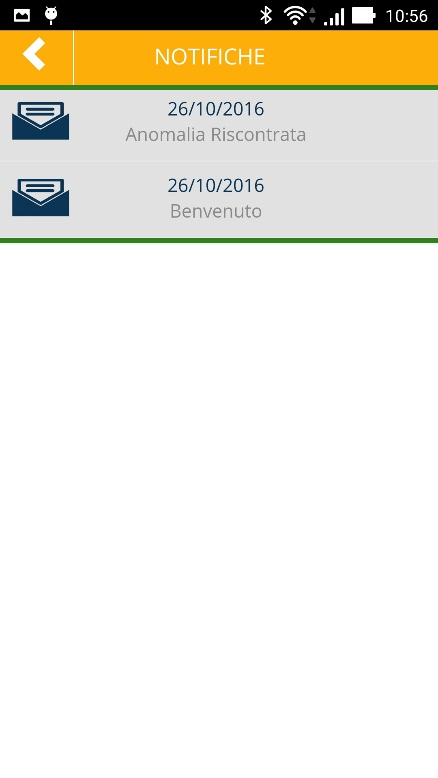 10:56
NOTIFICHE
26/10/2016
Anomalia Riscontrata
26/10/2016
Benvenuto